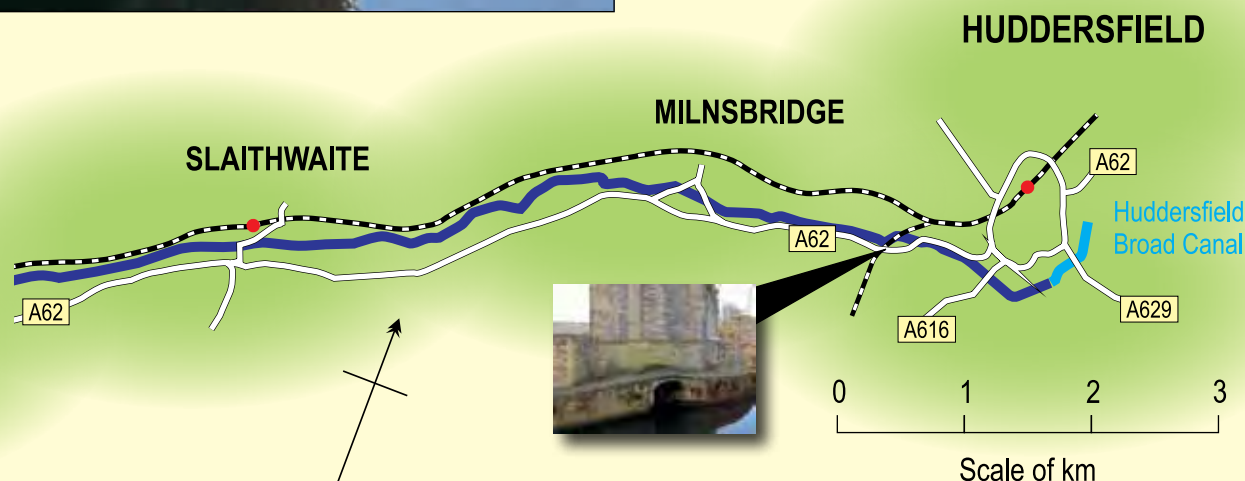 HUDDERSFIELD
MILNSBRIDGE
SLAITHWAITE
A62
Huddersfield
Broad Canal
A62
A62
A629
A616
0 1 2 3
Scale of km